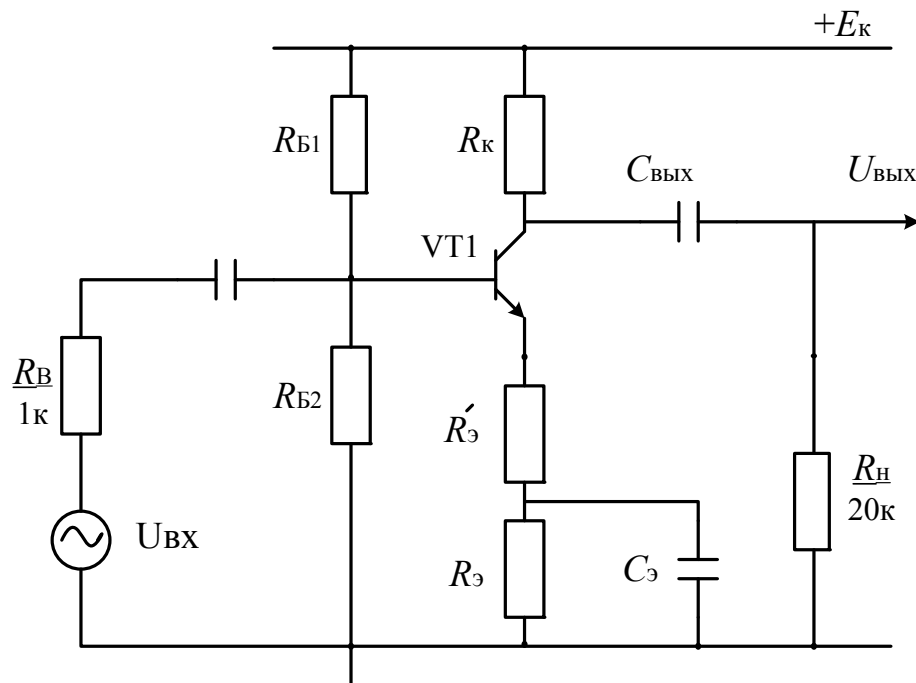 +Eк
RБ1
Rк
Cвых
Uвых
VT1
RВ
1к
RБ2
R′э
Rн
20к
Uвх
Rэ
Cэ